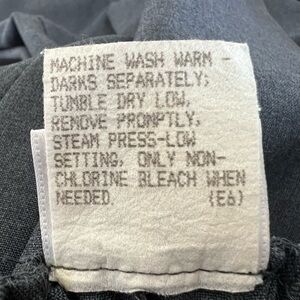 MACHINE WASH WARM -
DARKS SEPARATELY;
TUMBLE DRY LOW,
REMOVE PROMPTLY,
STEAM PRESS-LOW
SETTING, ONLY NON-
CHLORINE BLEACH WHEN
NEEDED. (E6)